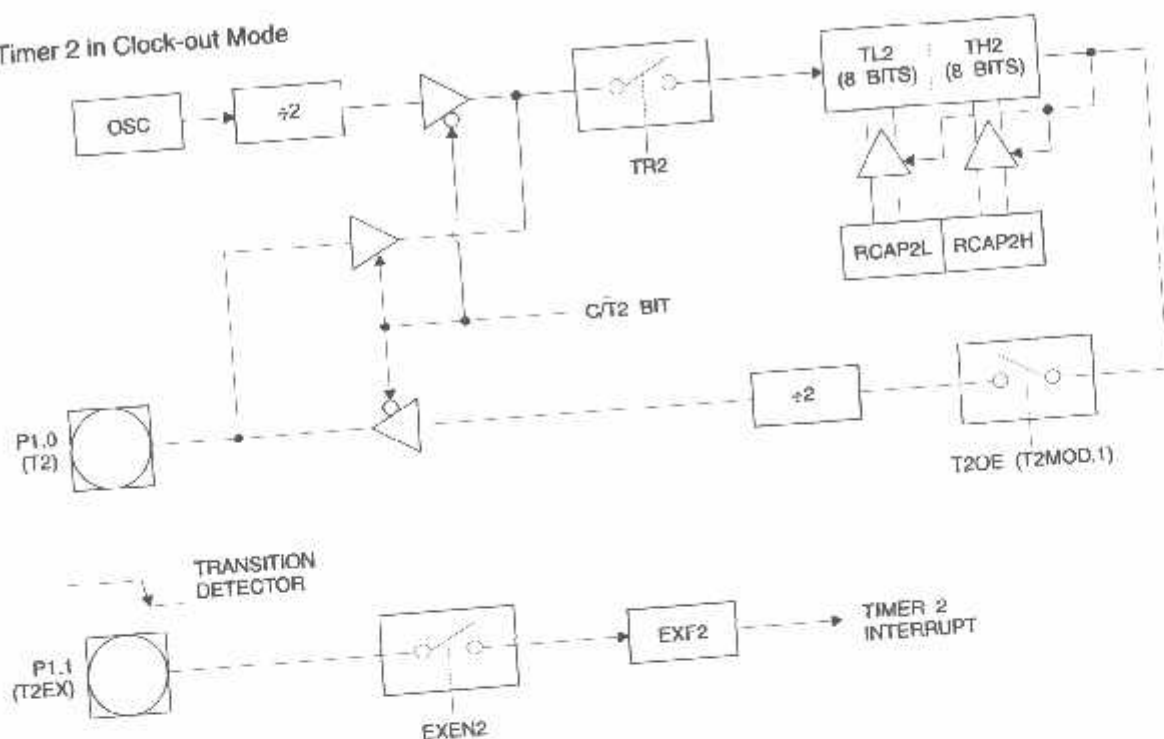 Timer 2 in Clock-out Mode
OSC
÷2
TR2
TL2
(8 BITS)
TH2
(8 BITS)
RCAP2L
RCAP2H
C/T̅2 BIT
P1.0
(T2)
÷2
T2OE (T2MOD.1)
TRANSITION
DETECTOR
P1.1
(T2EX)
EXEN2
EXF2
TIMER 2
INTERRUPT